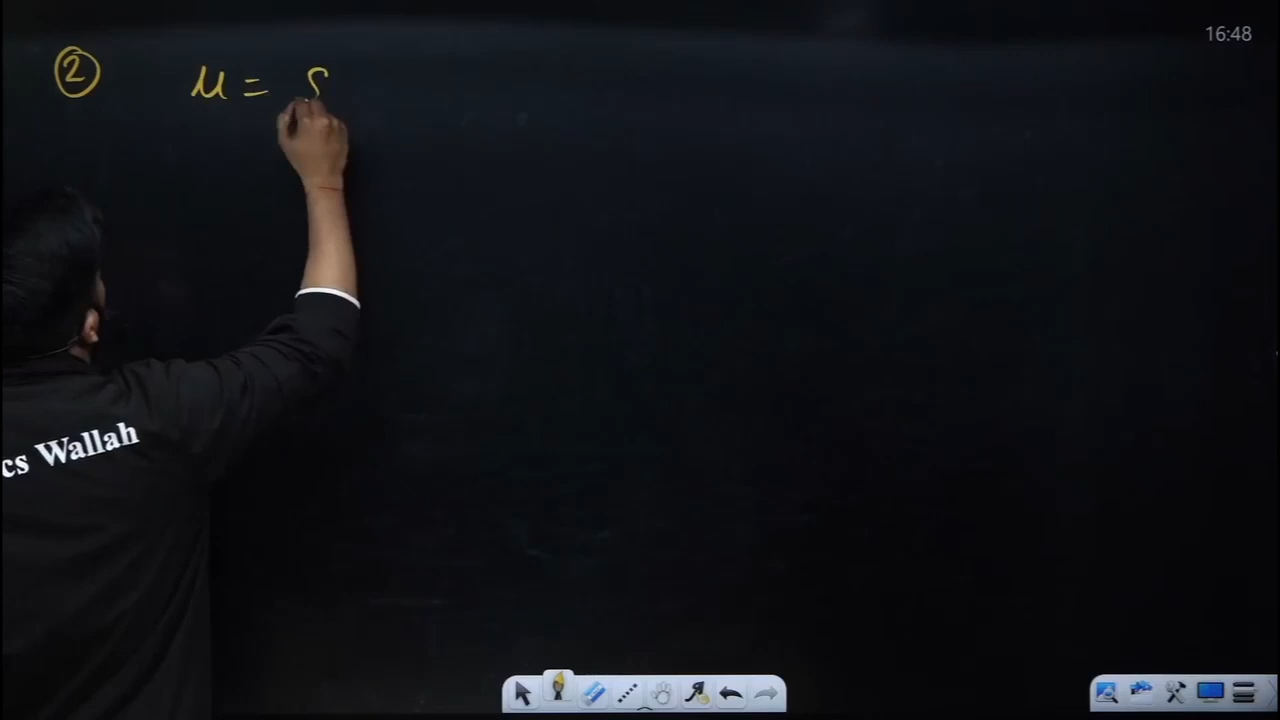 16:48
② μ = S
cs Wallah